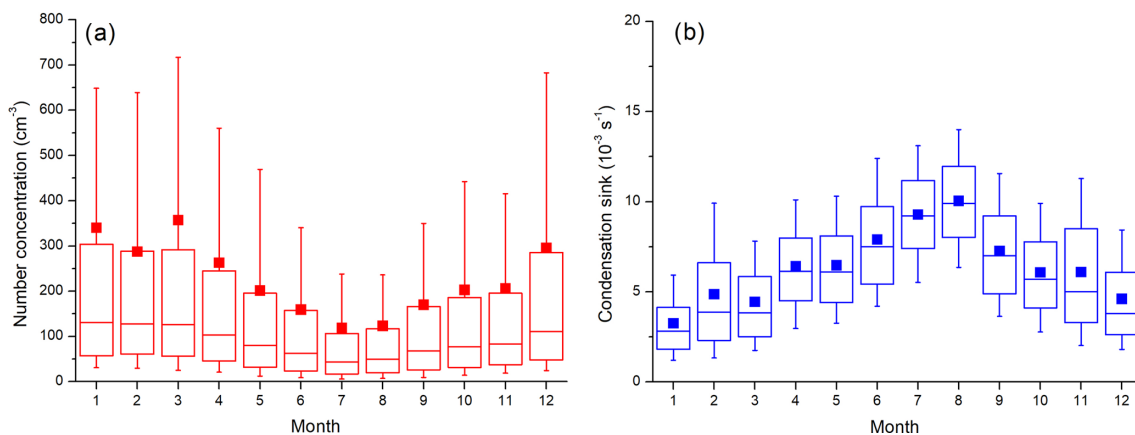 (a)
Number concentration (cm⁻³)
800
700
600
500
400
300
200
100
0
1 2 3 4 5 6 7 8 9 10 11 12
Month
(b)
Condensation sink (10⁻³ s⁻¹)
20
15
10
5
0
1 2 3 4 5 6 7 8 9 10 11 12
Month